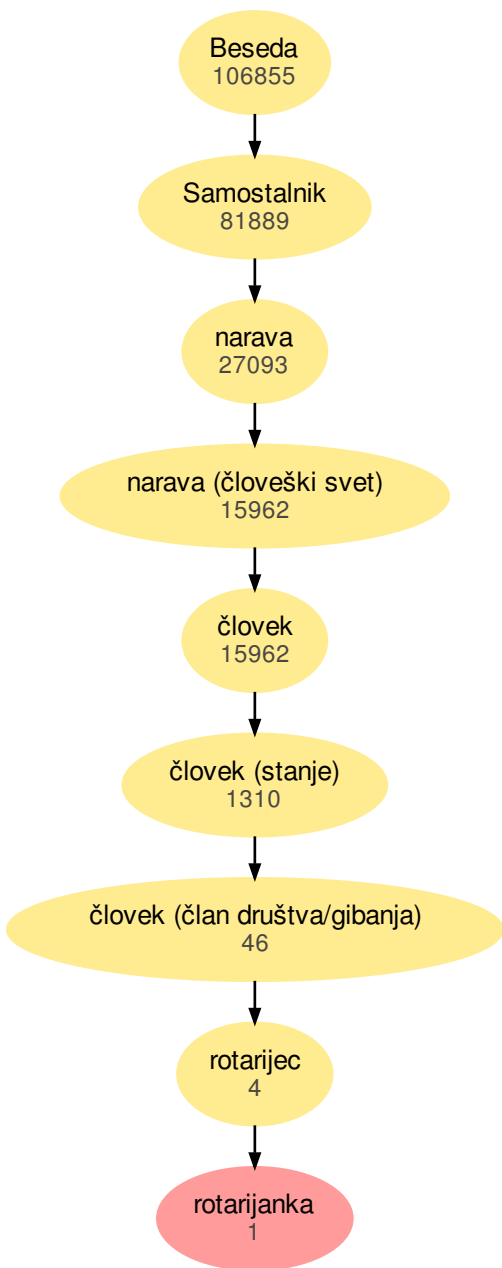 Beseda
106855
Samostalnik
81889
narava
27093
narava (človeški svet)
15962
človek
15962
človek (stanje)
1310
človek (član društva/gibanja)
46
rotarijec
4
rotarijanka
1